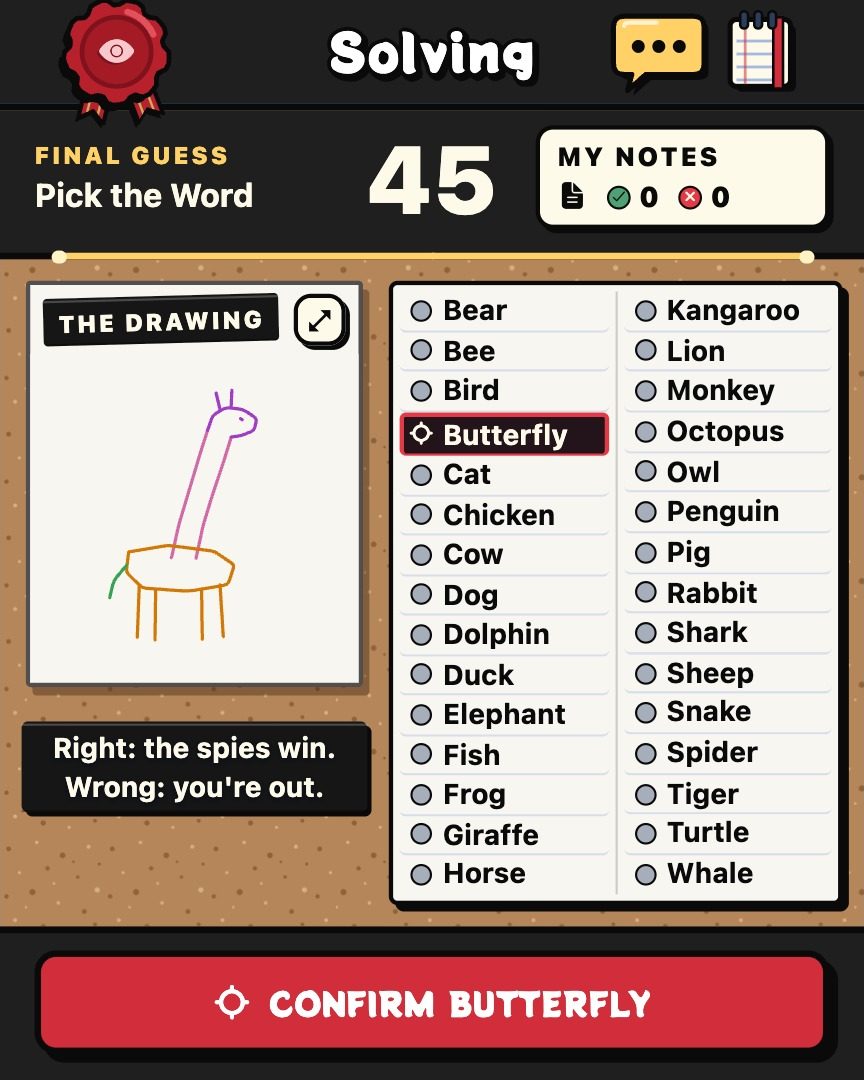 Solving
FINAL GUESS
Pick the Word
45
MY NOTES
0 0
THE DRAWING
Right: the spies win.
Wrong: you're out.
Bear
Bee
Bird
Butterfly
Cat
Chicken
Cow
Dog
Dolphin
Duck
Elephant
Fish
Frog
Giraffe
Horse
Kangaroo
Lion
Monkey
Octopus
Owl
Penguin
Pig
Rabbit
Shark
Sheep
Snake
Spider
Tiger
Turtle
Whale
CONFIRM BUTTERFLY